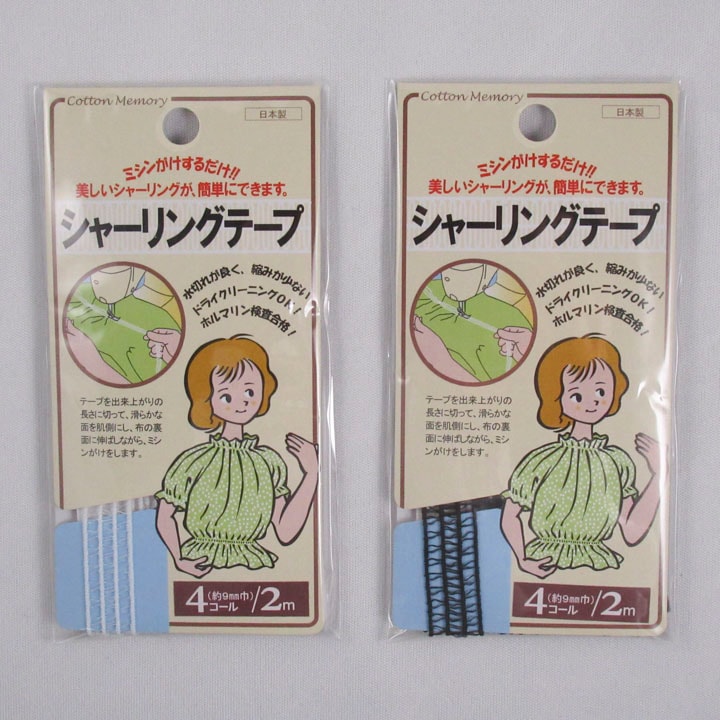 Cotton Memory
日本製
ミシンがけするだけ!!
美しいシャーリングが、簡単にできます。
シャーリングテープ
水切れが良く、縮みが少ない
ドライクリーニングOK!
ホルマリン検査合格!
テープを出来上がりの
長さに切って、滑らかな
面を肌側にし、布の裏
面に伸ばしながら、ミシ
ンがけをします。
4コール(約9mm巾)/2m
Cotton Memory
日本製
ミシンがけするだけ!!
美しいシャーリングが、簡単にできます。
シャーリングテープ
水切れが良く、縮みが少ない
ドライクリーニングOK!
ホルマリン検査合格!
テープを出来上がりの
長さに切って、滑らかな
面を肌側にし、布の裏
面に伸ばしながら、ミシ
ンがけをします。
4コール(約9mm巾)/2m